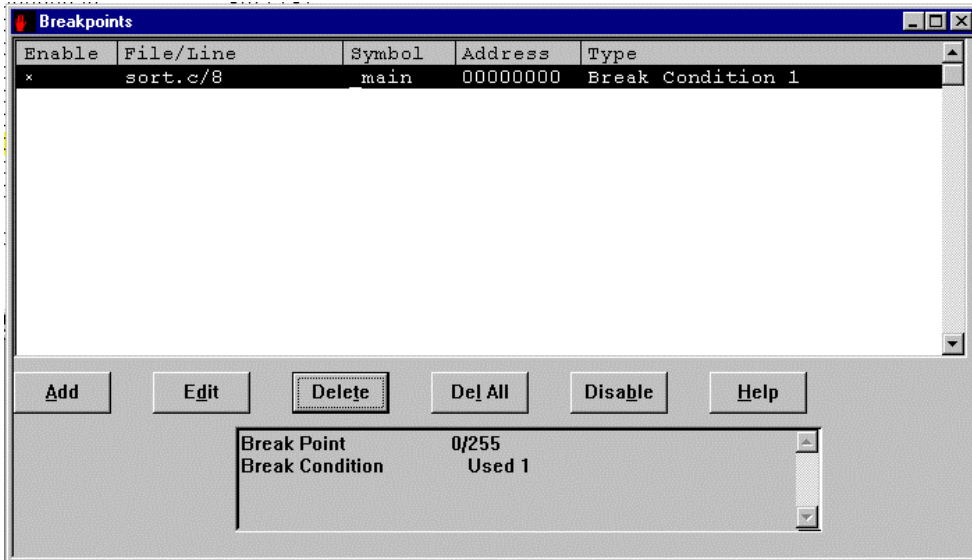 Breakpoints
Enable File/Line Symbol Address Type
× sort.c/8 _main 00000000 Break Condition 1
Add Edit Delete Del All Disable Help
Break Point 0/255
Break Condition Used 1